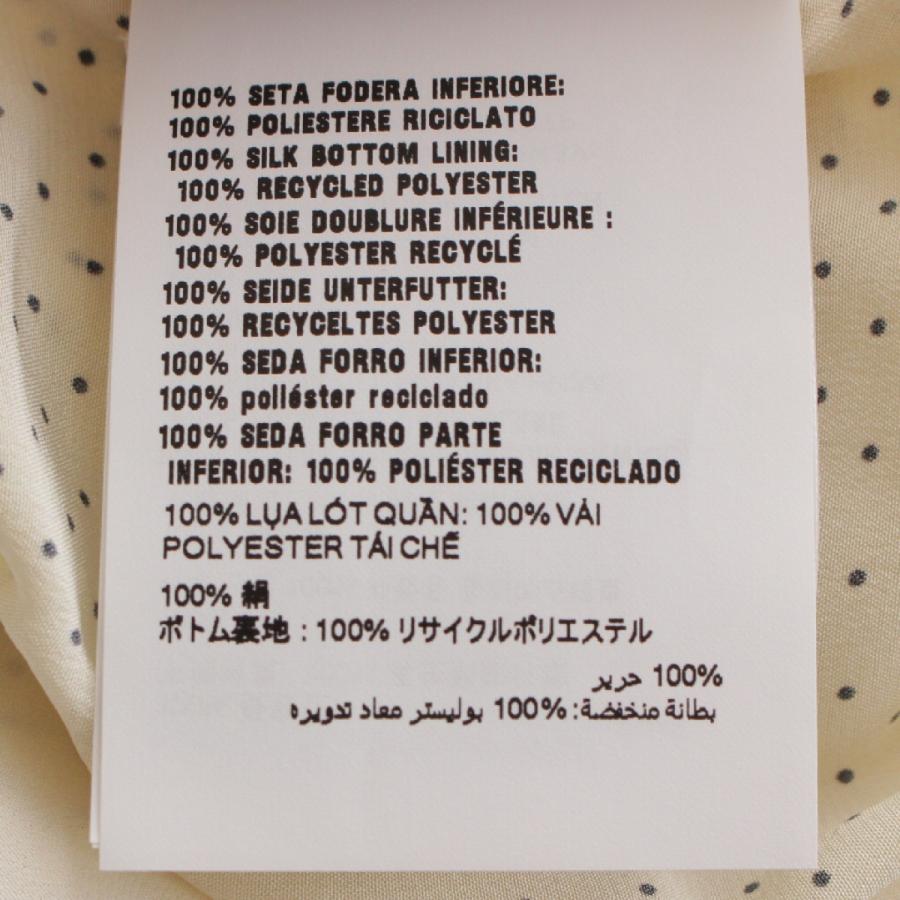 100% SETA FODERA INFERIORE:
100% POLIESTERE RICICLATO
100% SILK BOTTOM LINING:
100% RECYCLED POLYESTER
100% SOIE DOUBLURE INFÉRIEURE :
100% POLYESTER RECYCLÉ
100% SEIDE UNTERFUTTER:
100% RECYCELTES POLYESTER
100% SEDA FORRO INFERIOR:
100% poliéster reciclado
100% SEDA FORRO PARTE
INFERIOR: 100% POLIÉSTER RECICLADO
100% LỤA LÓT QUẦN: 100% VẢI
POLYESTER TÁI CHẾ
100% 絹
ボトム裏地 : 100% リサイクルポリエステル
100% حرير
بطانة منخفضة: 100% بوليستر معاد تدويره